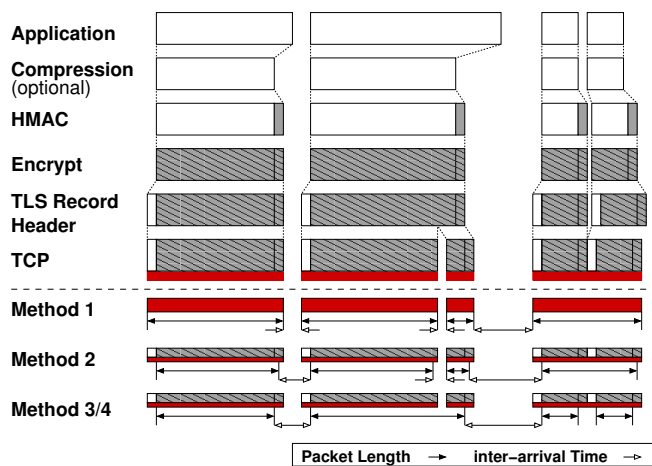 Application
Compression
(optional)
HMAC
Encrypt
TLS Record
Header
TCP
Method 1
Method 2
Method 3/4
Packet Length inter−arrival Time